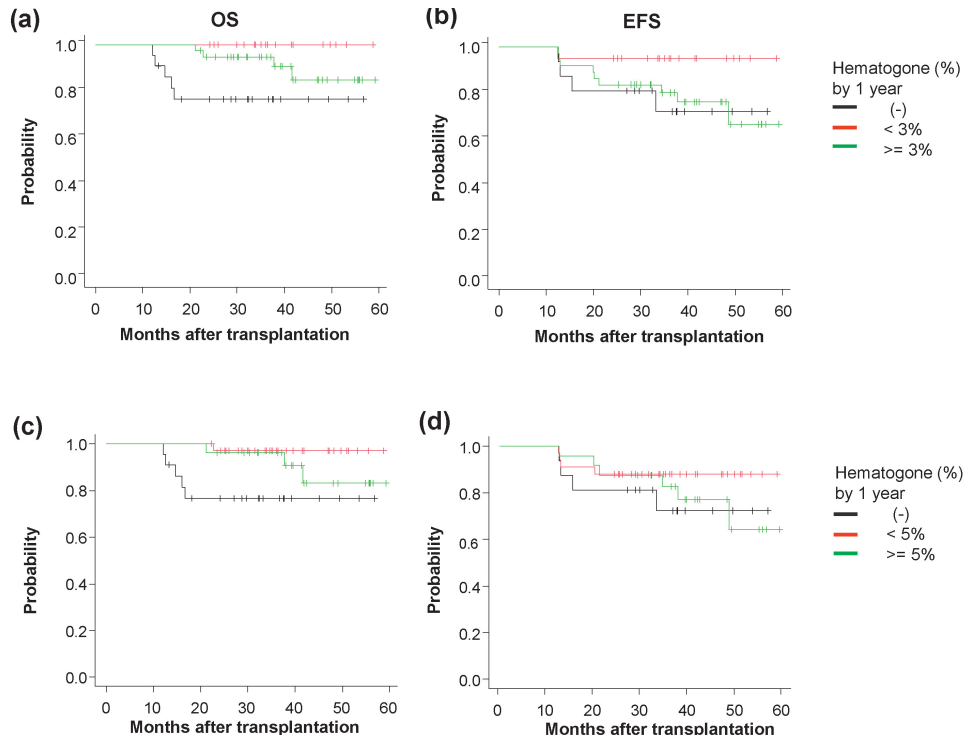 (a)
OS
1.0
0.8
0.6
0.4
0.2
0.0
Probability
0 10 20 30 40 50 60
Months after transplantation
(b)
EFS
1.0
0.8
0.6
0.4
0.2
0.0
Probability
0 10 20 30 40 50 60
Months after transplantation
Hematogone (%)
by 1 year
(-)
< 3%
>= 3%
(c)
1.0
0.8
0.6
0.4
0.2
0.0
Probability
0 10 20 30 40 50 60
Months after transplantation
(d)
1.0
0.8
0.6
0.4
0.2
0.0
Probability
0 10 20 30 40 50 60
Months after transplantation
Hematogone (%)
by 1 year
(-)
< 5%
>= 5%